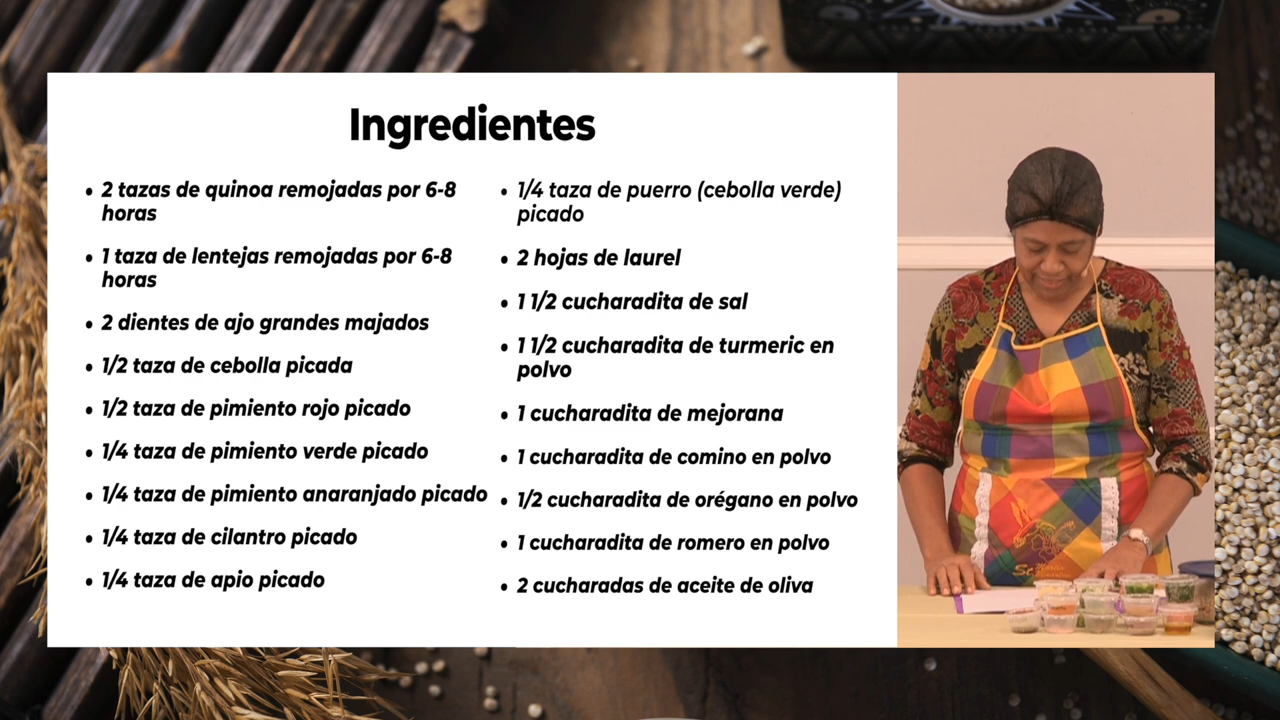 Ingredientes
• 2 tazas de quinoa remojadas por 6-8
horas
• 1 taza de lentejas remojadas por 6-8
horas
• 2 dientes de ajo grandes majados
• 1/2 taza de cebolla picada
• 1/2 taza de pimiento rojo picado
• 1/4 taza de pimiento verde picado
• 1/4 taza de pimiento anaranjado picado
• 1/4 taza de cilantro picado
• 1/4 taza de apio picado
• 1/4 taza de puerro (cebolla verde)
picado
• 2 hojas de laurel
• 1 1/2 cucharadita de sal
• 1 1/2 cucharadita de turmeric en
polvo
• 1 cucharadita de mejorana
• 1 cucharadita de comino en polvo
• 1/2 cucharadita de orégano en polvo
• 1 cucharadita de romero en polvo
• 2 cucharadas de aceite de oliva
St.